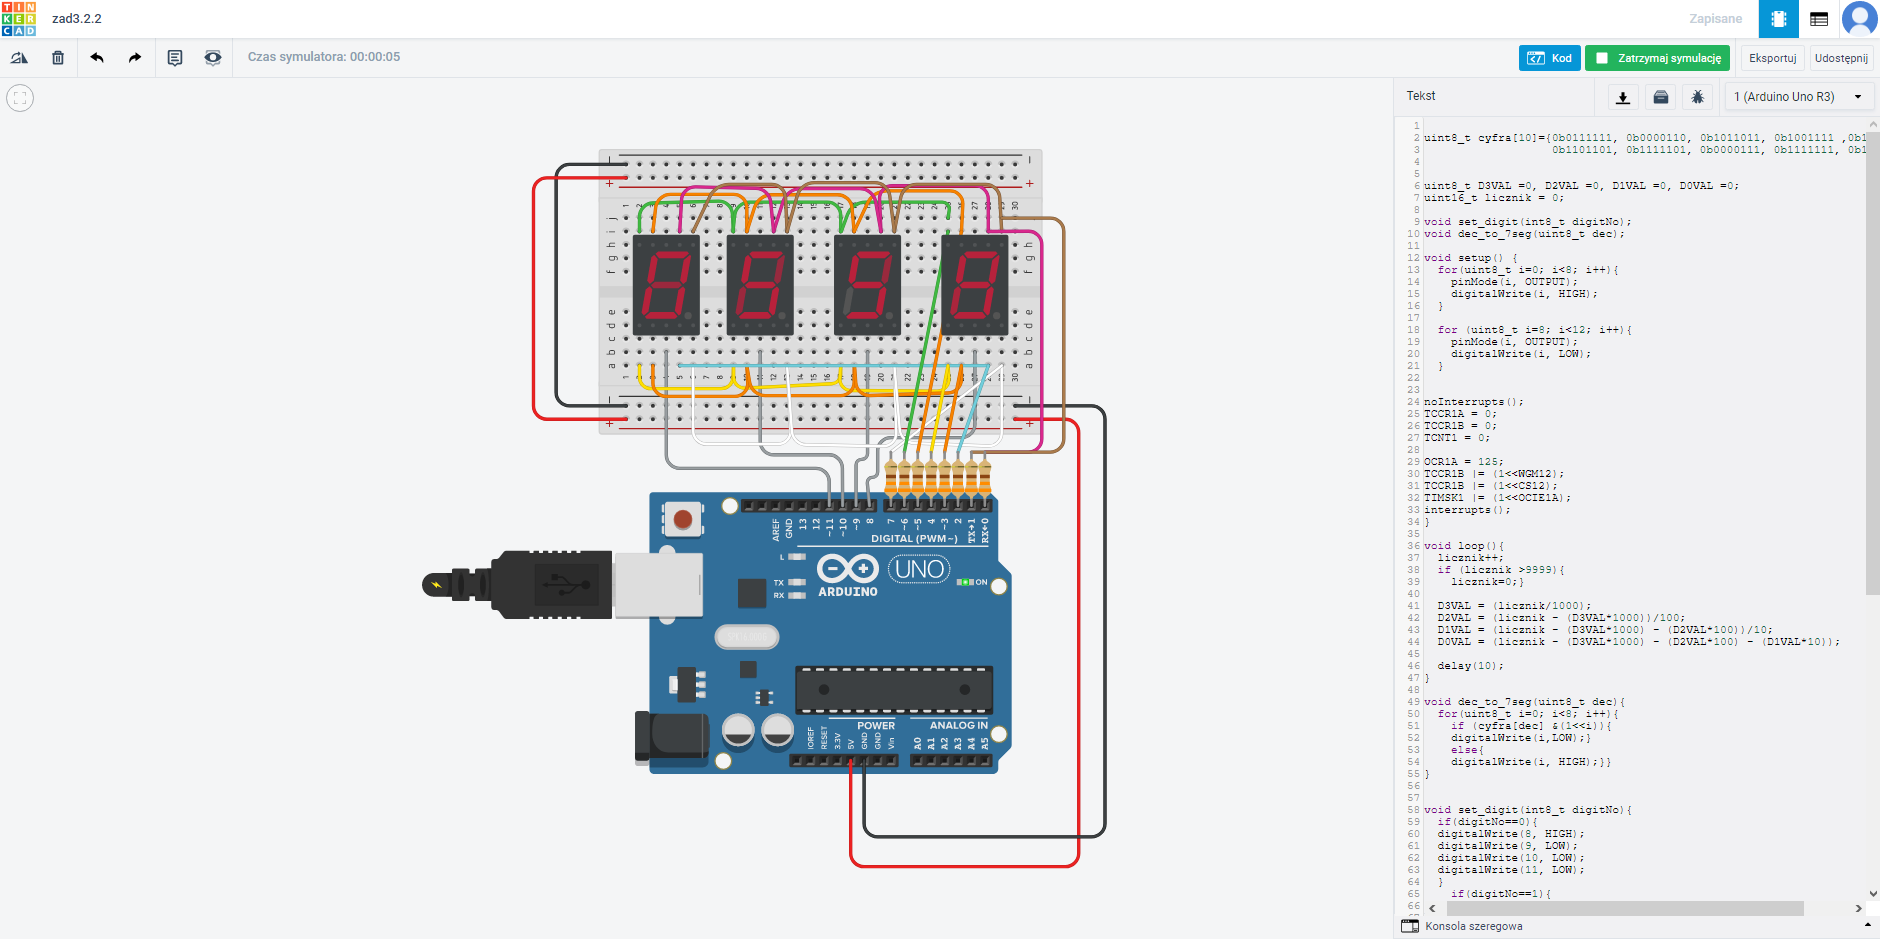 TIN
KER
CAD
zad3.2.2
Zapisane
Czas symulatora: 00:00:05
Kod
Zatrzymaj symulację
Eksportuj
Udostępnij
Tekst
1 (Arduino Uno R3)
1
2 uint8_t cyfra[10]={0b0111111, 0b0000110, 0b1011011, 0b1001111 ,0b1
3 0b1101101, 0b1111101, 0b0000111, 0b1111111, 0b1
4
5
6 uint8_t D3VAL =0, D2VAL =0, D1VAL =0, D0VAL =0;
7 uint16_t licznik = 0;
8
9 void set_digit(int8_t digitNo);
10 void dec_to_7seg(uint8_t dec);
11
12 void setup() {
13 for(uint8_t i=0; i<8; i++){
14 pinMode(i, OUTPUT);
15 digitalWrite(i, HIGH);
16 }
17
18 for (uint8_t i=8; i<12; i++){
19 pinMode(i, OUTPUT);
20 digitalWrite(i, LOW);
21 }
22
23
24 noInterrupts();
25 TCCR1A = 0;
26 TCCR1B = 0;
27 TCNT1 = 0;
28
29 OCR1A = 125;
30 TCCR1B |= (1<<WGM12);
31 TCCR1B |= (1<<CS12);
32 TIMSK1 |= (1<<OCIE1A);
33 interrupts();
34 }
35
36 void loop(){
37 licznik++;
38 if (licznik >9999){
39 licznik=0;}
40
41 D3VAL = (licznik/1000);
42 D2VAL = (licznik - (D3VAL*1000))/100;
43 D1VAL = (licznik - (D3VAL*1000) - (D2VAL*100))/10;
44 D0VAL = (licznik - (D3VAL*1000) - (D2VAL*100) - (D1VAL*10));
45
46 delay(10);
47 }
48
49 void dec_to_7seg(uint8_t dec){
50 for(uint8_t i=0; i<8; i++){
51 if (cyfra[dec] &(1<<i)){
52 digitalWrite(i,LOW);}
53 else{
54 digitalWrite(i, HIGH);}}
55 }
56
57
58 void set_digit(int8_t digitNo){
59 if(digitNo==0){
60 digitalWrite(8, HIGH);
61 digitalWrite(9, LOW);
62 digitalWrite(10, LOW);
63 digitalWrite(11, LOW);
64 }
65 if(digitNo==1){
66
Konsola szeregowa
AREF
GND
13
12
~11
~10
~9
8
7
~6
~5
4
~3
2
TX→1
RX←0
DIGITAL (PWM~)
L
TX
RX
UNO
ARDUINO
ON
POWER
ANALOG IN
IOREF
RESET
3.3V
5V
GND
GND
Vin
A0
A1
A2
A3
A4
A5